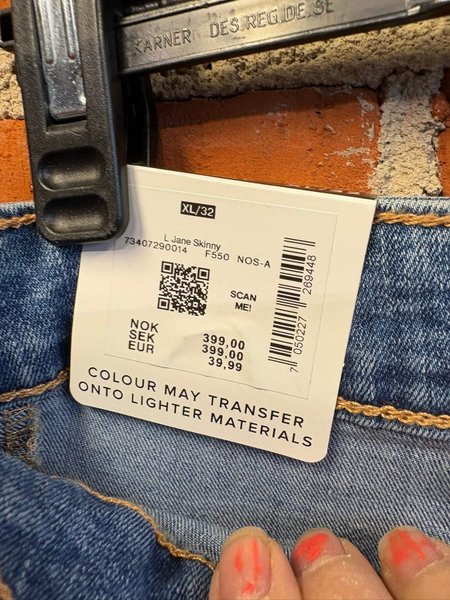 KARNER DES.REG.DE.SE
XL/32
L Jane Skinny
73407290014 F550 NOS-A
SCAN
ME!
NOK 399,00
SEK 399,00
EUR 39,99
7 050227 269448
COLOUR MAY TRANSFER
ONTO LIGHTER MATERIALS